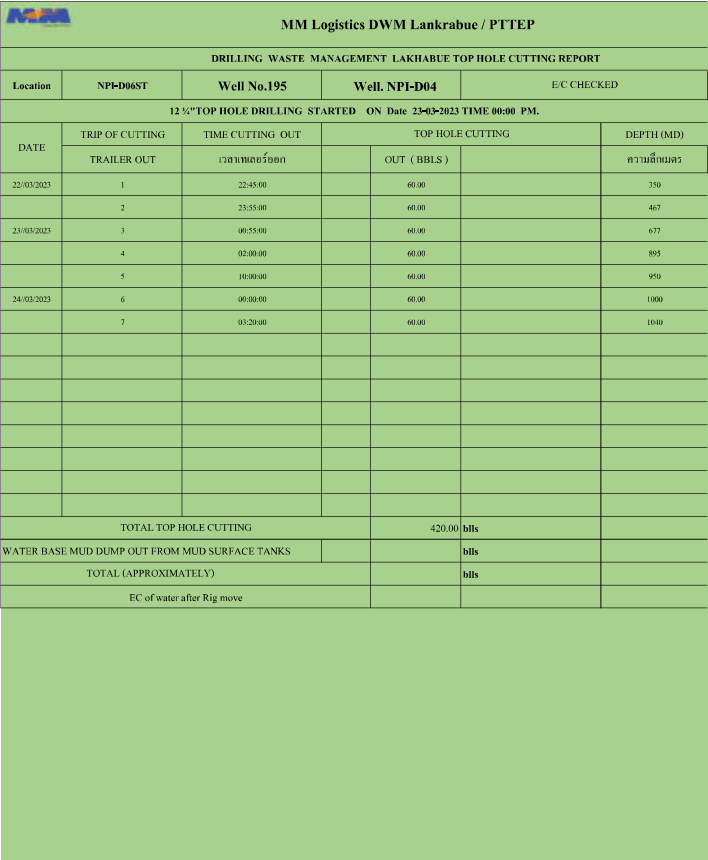 MM
MM Logistics DWM Lankrabue / PTTEP
DRILLING WASTE MANAGEMENT LAKHABUE TOP HOLE CUTTING REPORT
Location NPI-D06ST Well No.195 Well. NPI-D04 E/C CHECKED
12 ¼"TOP HOLE DRILLING STARTED ON Date 23-03-2023 TIME 00:00 PM.
DATE TRIP OF CUTTING TIME CUTTING OUT TOP HOLE CUTTING DEPTH (MD)
TRAILER OUT เวลาเทเลอร์ออก OUT ( BBLS ) ความลึกเมตร
22//03/2023 1 22:45:00 60.00 350
2 23:55:00 60.00 467
23//03/2023 3 00:55:00 60.00 677
4 02:00:00 60.00 895
5 10:00:00 60.00 950
24//03/2023 6 00:00:00 60.00 1000
7 03:20:00 60.00 1040
TOTAL TOP HOLE CUTTING 420.00 blls
WATER BASE MUD DUMP OUT FROM MUD SURFACE TANKS blls
TOTAL (APPROXIMATELY) blls
EC of water after Rig move